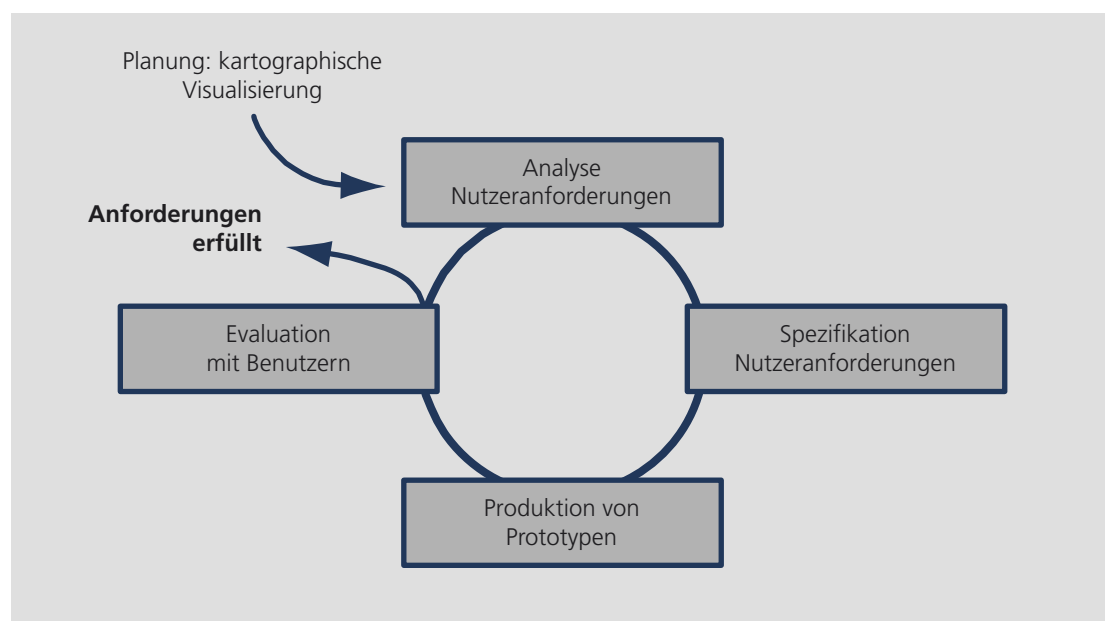 Planung: kartographische
Visualisierung
Analyse
Nutzeranforderungen
Anforderungen
erfüllt
Evaluation
mit Benutzern
Spezifikation
Nutzeranforderungen
Produktion von
Prototypen